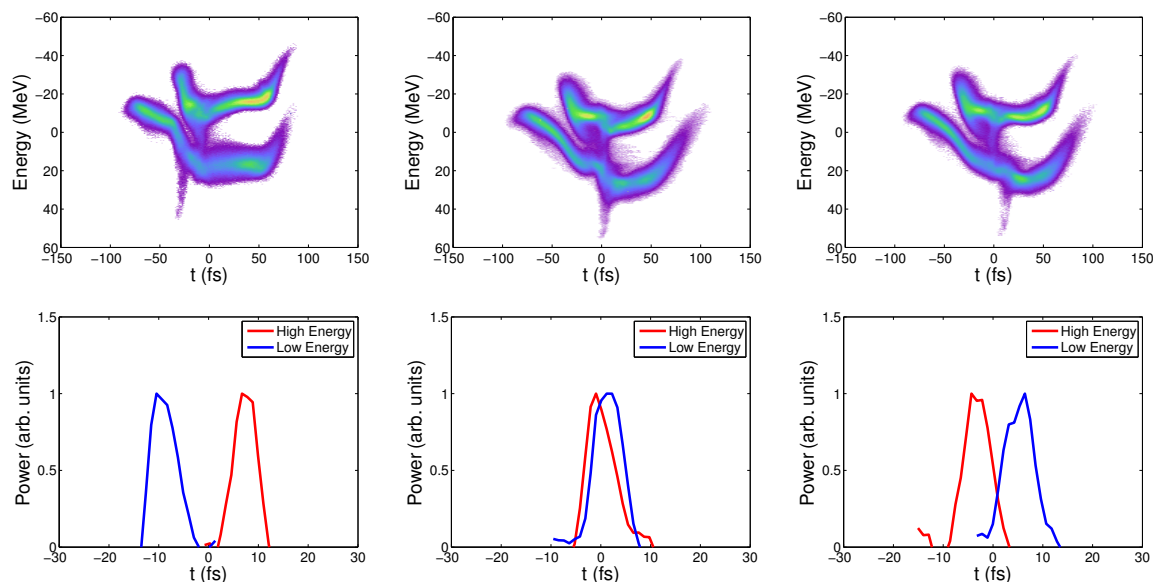 −60
−40
−20
0
20
40
60
−150 −100 −50 0 50 100 150
Energy (MeV)
t (fs)
−60
−40
−20
0
20
40
60
−150 −100 −50 0 50 100 150
Energy (MeV)
t (fs)
−60
−40
−20
0
20
40
60
−150 −100 −50 0 50 100 150
Energy (MeV)
t (fs)
1.5
1
0.5
0
−30 −20 −10 0 10 20 30
Power (arb. units)
t (fs)
High Energy
Low Energy
1.5
1
0.5
0
−30 −20 −10 0 10 20 30
Power (arb. units)
t (fs)
High Energy
Low Energy
1.5
1
0.5
0
−30 −20 −10 0 10 20 30
Power (arb. units)
t (fs)
High Energy
Low Energy